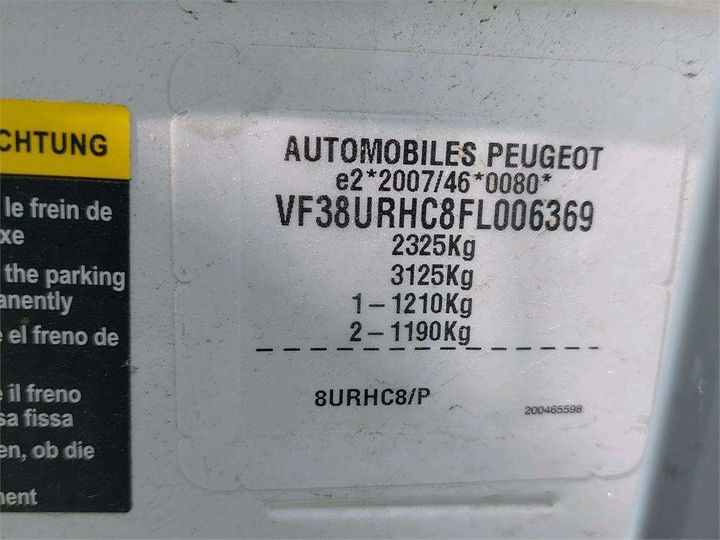 CHTUNG
le frein de
xe
the parking
anently
el freno de
il freno
sa fissa
en, ob die
ment
AUTOMOBILES PEUGEOT
e2*2007/46*0080*
VF38URHC8FL006369
2325Kg
3125Kg
1-1210Kg
2-1190Kg
8URHC8/P
200465598